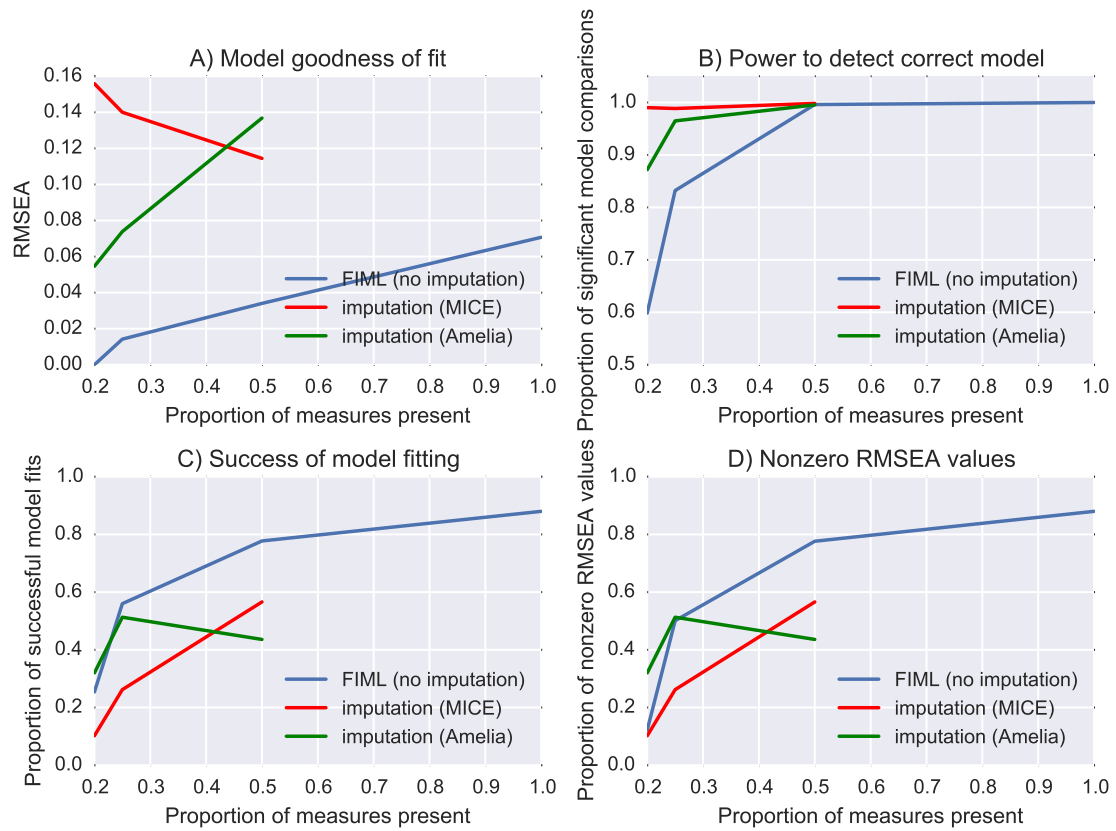 A) Model goodness of fit
RMSEA
0.16
0.14
0.12
0.10
0.08
0.06
0.04
0.02
0.00
FIML (no imputation)
imputation (MICE)
imputation (Amelia)
0.2 0.3 0.4 0.5 0.6 0.7 0.8 0.9 1.0
Proportion of measures present
B) Power to detect correct model
Proportion of significant model comparisons
1.0
0.9
0.8
0.7
0.6
0.5
FIML (no imputation)
imputation (MICE)
imputation (Amelia)
0.2 0.3 0.4 0.5 0.6 0.7 0.8 0.9 1.0
Proportion of measures present
C) Success of model fitting
Proportion of successful model fits
1.0
0.8
0.6
0.4
0.2
0.0
FIML (no imputation)
imputation (MICE)
imputation (Amelia)
0.2 0.3 0.4 0.5 0.6 0.7 0.8 0.9 1.0
Proportion of measures present
D) Nonzero RMSEA values
Proportion of nonzero RMSEA values
1.0
0.8
0.6
0.4
0.2
0.0
FIML (no imputation)
imputation (MICE)
imputation (Amelia)
0.2 0.3 0.4 0.5 0.6 0.7 0.8 0.9 1.0
Proportion of measures present